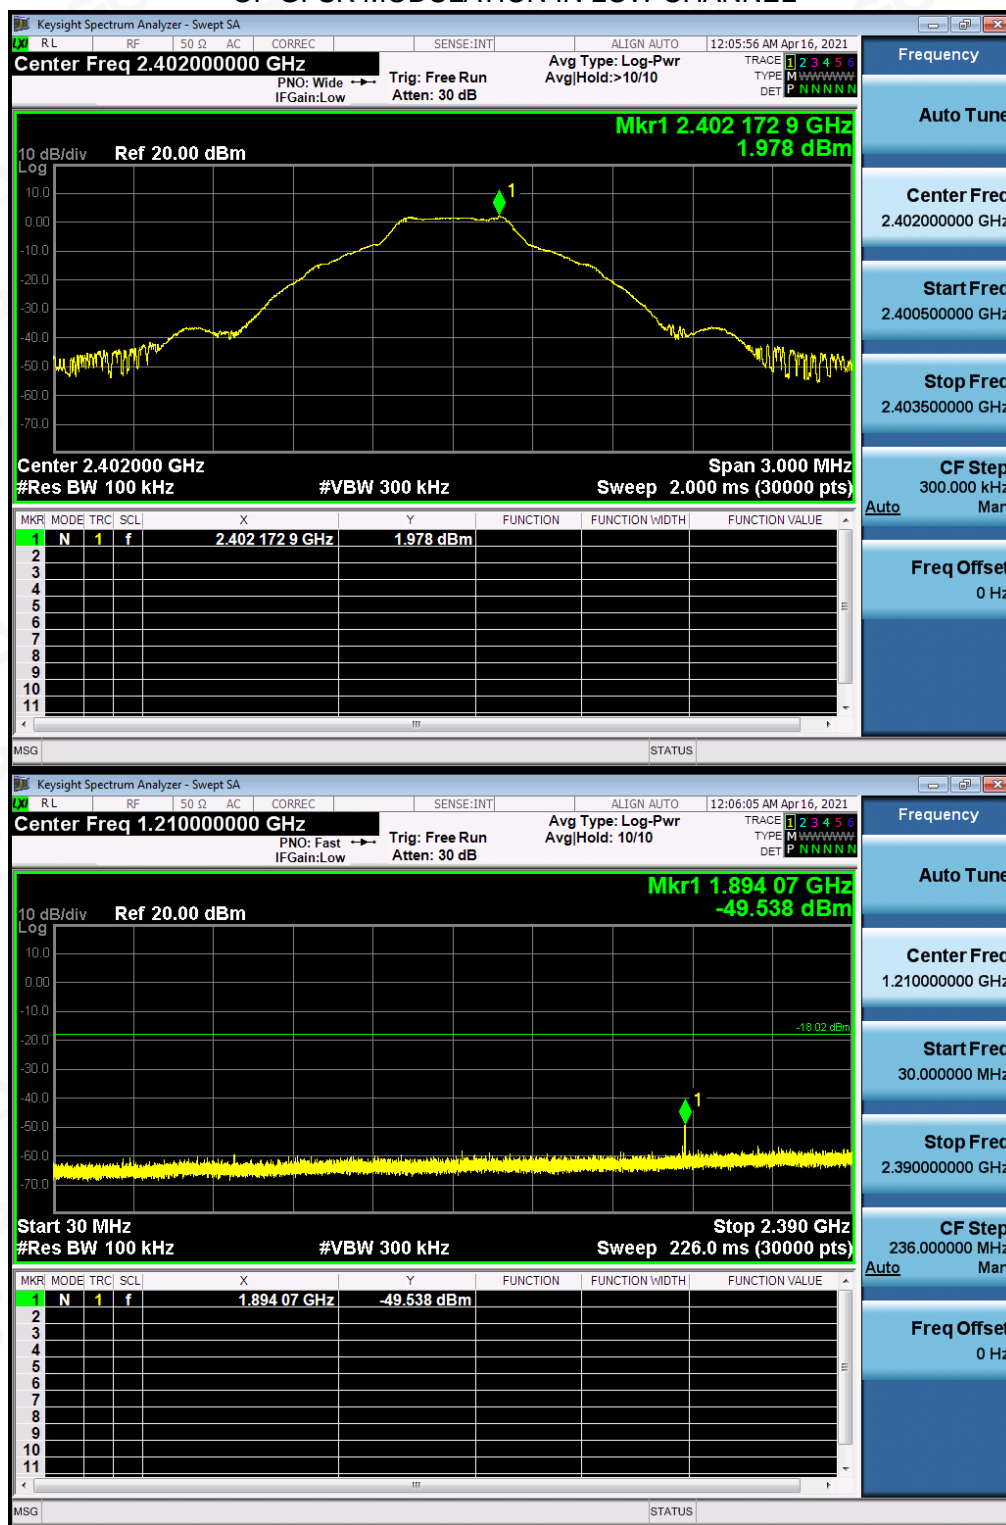 Keysight Spectrum Analyzer - Swept SA
LXI RL RF 50 Ω AC CORREC SENSE:INT ALIGN AUTO 12:05:56 AM Apr 16, 2021
Center Freq 2.402000000 GHz
PNO: Wide
IFGain:Low
Trig: Free Run
Atten: 30 dB
Avg Type: Log-Pwr
Avg|Hold:>10/10
TRACE 1 2 3 4 5 6
TYPE M WWWWW
DET P N N N N N
Mkr1 2.402 172 9 GHz
1.978 dBm
10 dB/div Ref 20.00 dBm
Log
10.0
0.00
-10.0
-20.0
-30.0
-40.0
-50.0
-60.0
-70.0
1
Center 2.402000 GHz Span 3.000 MHz
#Res BW 100 kHz #VBW 300 kHz Sweep 2.000 ms (30000 pts)
MKR MODE TRC SCL X Y FUNCTION FUNCTION WIDTH FUNCTION VALUE
1 N 1 f 2.402 172 9 GHz 1.978 dBm
2
3
4
5
6
7
8
9
10
11
MSG STATUS
Frequency
Auto Tune
Center Freq
2.402000000 GHz
Start Freq
2.400500000 GHz
Stop Freq
2.403500000 GHz
CF Step
300.000 kHz
Auto Man
Freq Offset
0 Hz
Keysight Spectrum Analyzer - Swept SA
LXI RL RF 50 Ω AC CORREC SENSE:INT ALIGN AUTO 12:06:05 AM Apr 16, 2021
Center Freq 1.210000000 GHz
PNO: Fast
IFGain:Low
Trig: Free Run
Atten: 30 dB
Avg Type: Log-Pwr
Avg|Hold: 10/10
TRACE 1 2 3 4 5 6
TYPE M WWWWW
DET P N N N N N
Mkr1 1.894 07 GHz
-49.538 dBm
10 dB/div Ref 20.00 dBm
Log
10.0
0.00
-10.0
-20.0
-30.0
-40.0
-50.0
-60.0
-70.0
-18.02 dBm
1
Start 30 MHz Stop 2.390 GHz
#Res BW 100 kHz #VBW 300 kHz Sweep 226.0 ms (30000 pts)
MKR MODE TRC SCL X Y FUNCTION FUNCTION WIDTH FUNCTION VALUE
1 N 1 f 1.894 07 GHz -49.538 dBm
2
3
4
5
6
7
8
9
10
11
MSG STATUS
Frequency
Auto Tune
Center Freq
1.210000000 GHz
Start Freq
30.000000 MHz
Stop Freq
2.390000000 GHz
CF Step
236.000000 MHz
Auto Man
Freq Offset
0 Hz